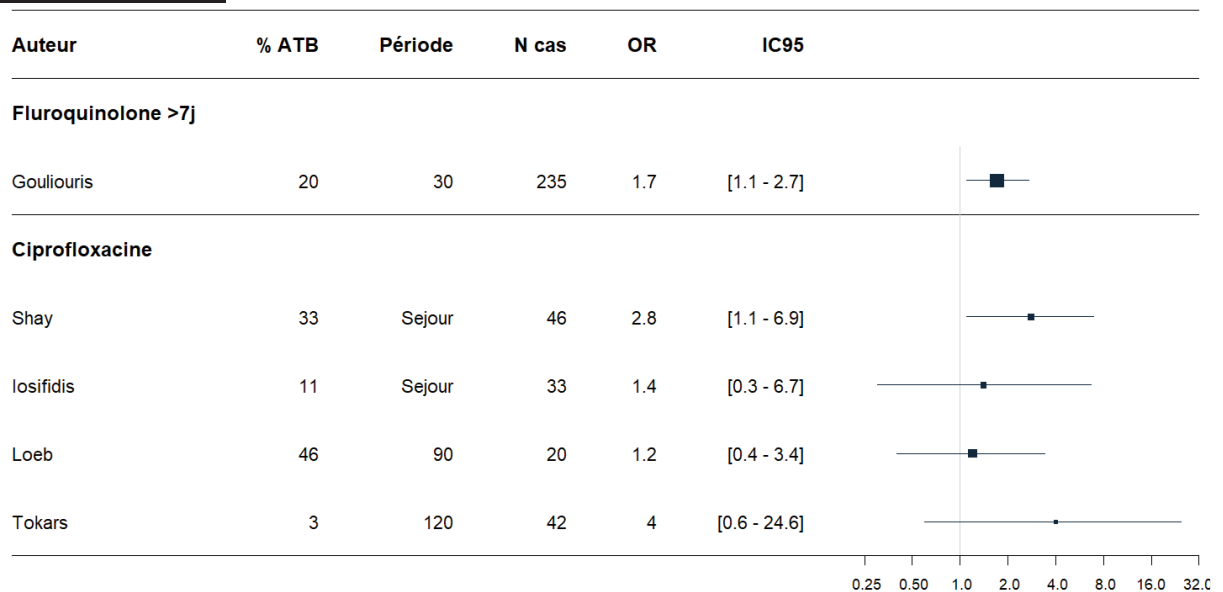 Auteur % ATB Période N cas OR IC95
Fluroquinolone >7j
Gouliouris 20 30 235 1.7 [1.1 - 2.7]
Ciprofloxacine
Shay 33 Sejour 46 2.8 [1.1 - 6.9]
Iosifidis 11 Sejour 33 1.4 [0.3 - 6.7]
Loeb 46 90 20 1.2 [0.4 - 3.4]
Tokars 3 120 42 4 [0.6 - 24.6]
0.25 0.50 1.0 2.0 4.0 8.0 16.0 32.0